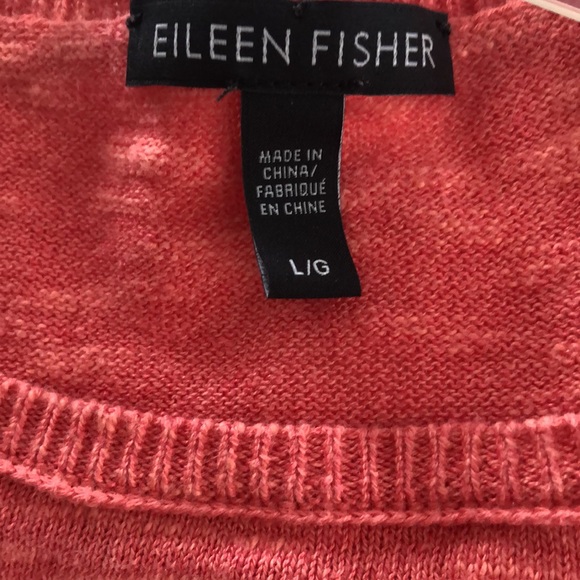 EILEEN FISHER
MADE IN
CHINA/
FABRIQUÉ
EN CHINE
L/G